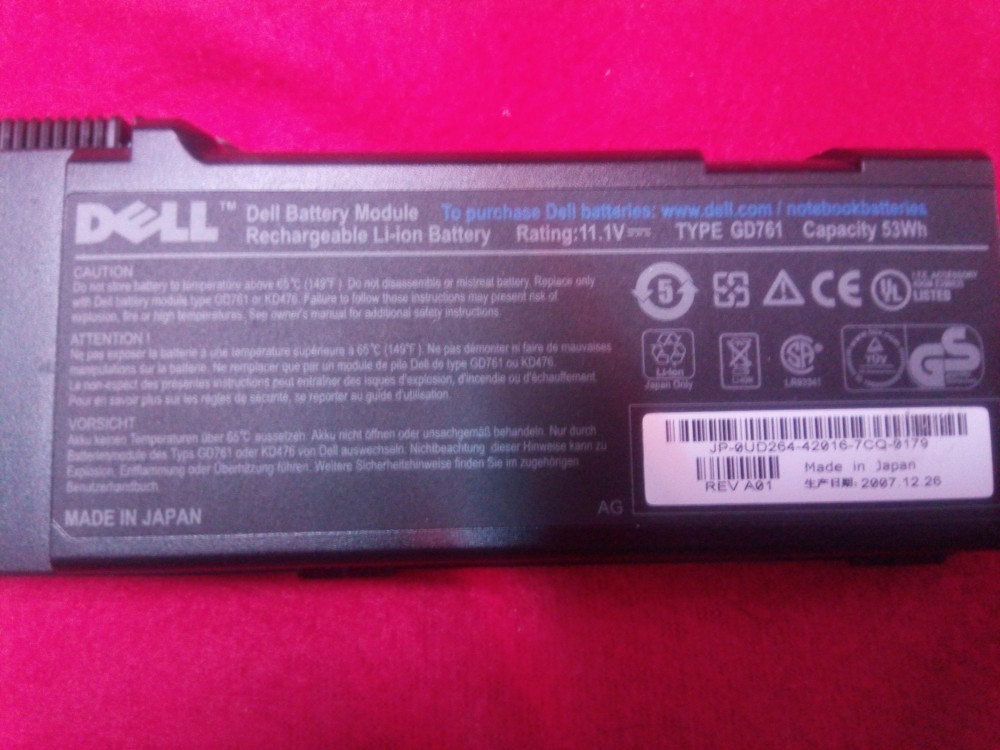 DELL™
Dell Battery Module To purchase Dell batteries: www.dell.com / notebookbatteries
Rechargeable Li-ion Battery Rating:11.1V TYPE GD761 Capacity 53Wh
CAUTION
Do not store battery to temperature above 65°C (149°F). Do not disassemble or mistreat battery. Replace only
with Dell battery module type GD761 or KD476. Failure to follow those instructions may present risk of
explosion, fire or high temperatures. See owner's manual for additional safety instructions.
ATTENTION !
Ne pas exposer la batterie à une température supérieure à 65°C (149°F). Ne pas démonter ni faire de mauvaises
manipulations sur la batterie. Ne remplacer que par un module de pile Dell de type GD761 ou KD476.
Le non-espect des présentes instructions peut entraîner des isques d'explosion, d'incendie ou d'échauffement.
Pour en savoir plus sur les règles de sécurité, se reporter au guide d'utilisation.
VORSICHT
Akku keinen Temperaturen über 65°C aussetzen. Akku nicht öffnen oder unsachgemäß behandeln. Nur durch
Batteriemodule des Typs GD761 oder KD476 von Dell auswechseln. Nichtbeachtung dieser Hinweise kann zu
Explosion, Entflammung oder Überhitzung führen. Weitere Sicherheitshinweise finden Sie im zugehörigen
Benutzerhandbuch.
MADE IN JAPAN
AG
5
CE
UL
LISTED
Li-ion
Japan Only
Li-ion
SA
LR89341
TÜV
GS
JP-0UD264-42016-7CQ-0179
Made in Japan
REV A01 生产日期: 2007.12.26